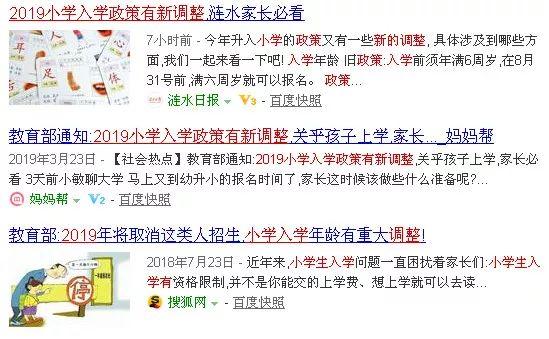 2019小学入学政策有新调整,涟水家长必看
7小时前 - 今年升入小学的政策又有一些新的调整, 具体涉及到哪些方
面,我们一起来看一下吧! 入学年龄 旧政策:入学前须年满6周岁,在8月
31号前,满六周岁就可以报名。 政策...
涟水日报 V3 - 百度快照
教育部通知:2019小学入学政策有新调整,关乎孩子上学,家长..._妈妈帮
2019年3月23日 - 【社会热点】教育部通知:2019小学入学政策有新调整,关乎孩子上学,家长必
看 3天前小敏聊大学 马上又到幼升小的报名时间了,家长这时候该做些什么准备呢?...
妈妈帮 V2 - 百度快照
教育部:2019年将取消这类人招生,小学入学年龄有重大调整!
2018年7月23日 - 近年来,小学生入学问题一直困扰着家长们:小学生入
学有资格限制,并不是你能交的上学费、想上学就可以去读...
停
搜狐网 - 百度快照